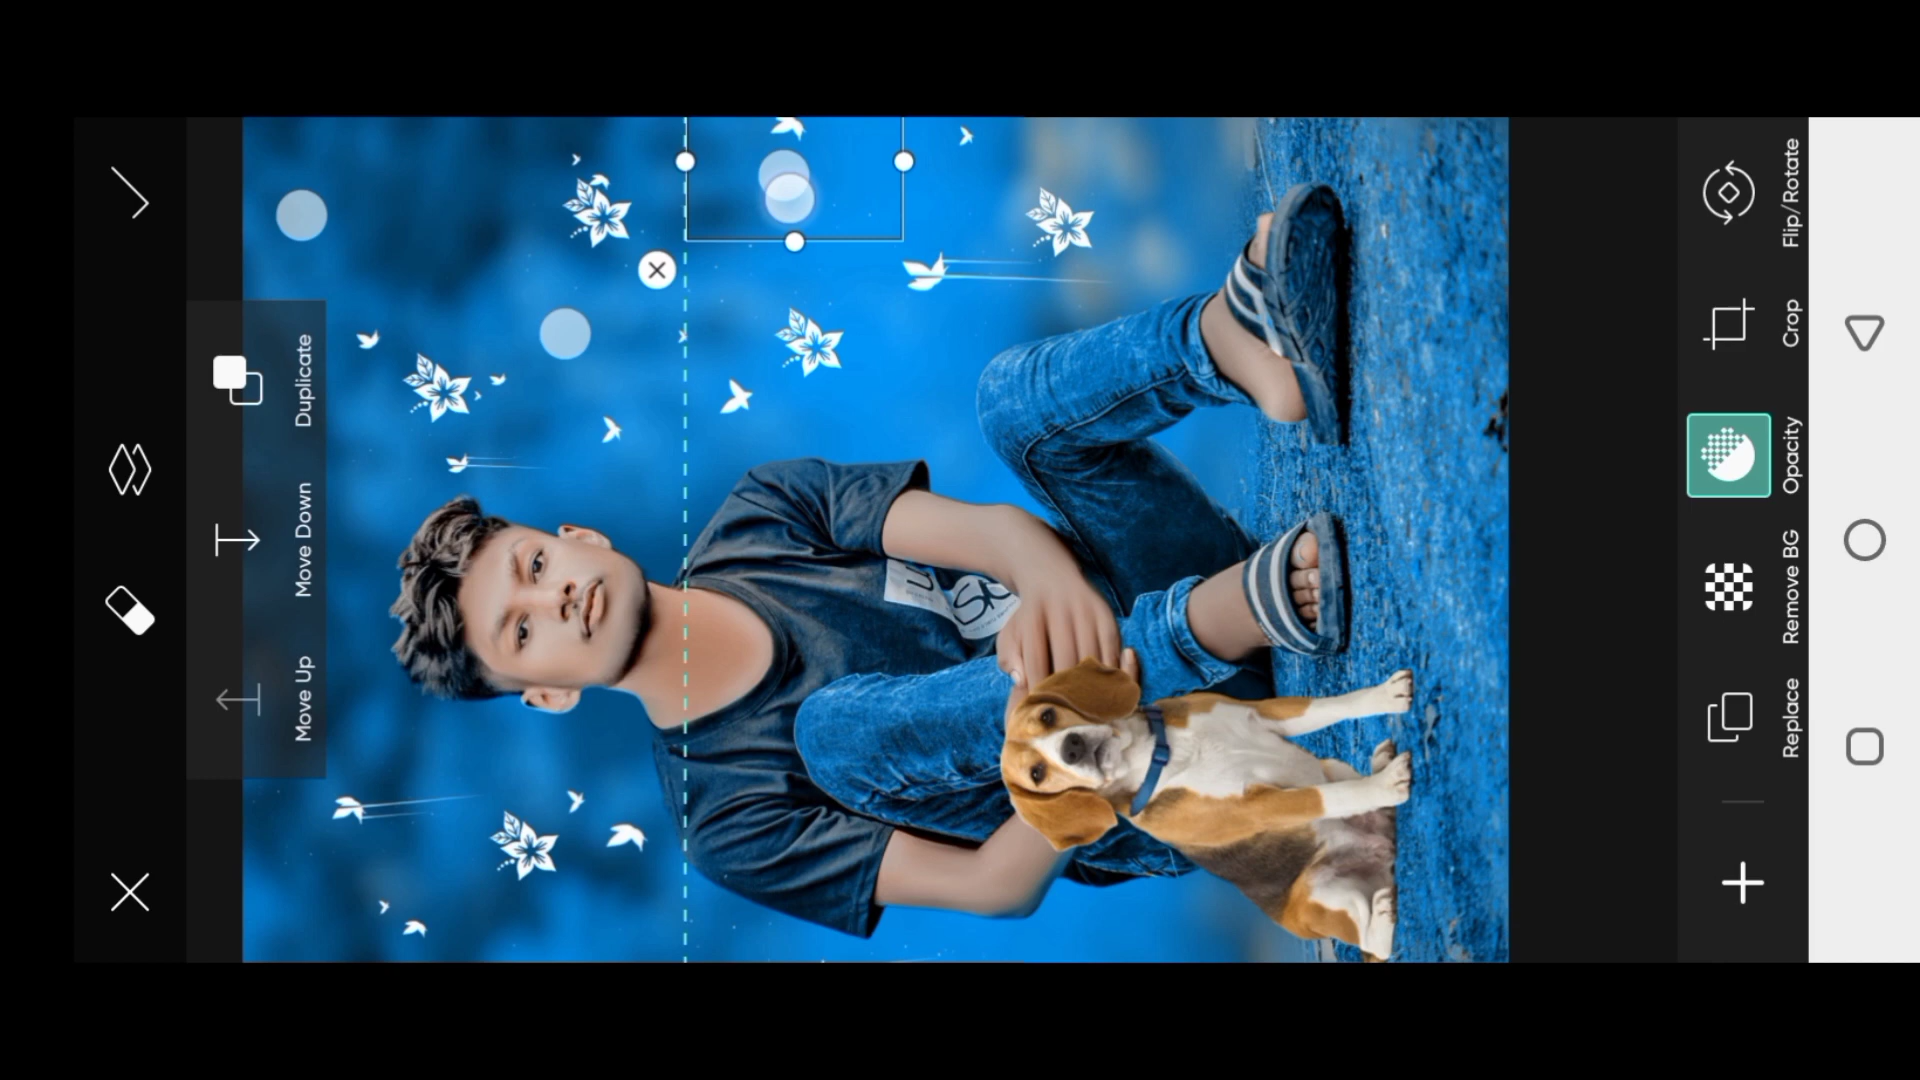 Duplicate
Move Down
Move Up
Flip/Rotate
Crop
Opacity
Remove BG
Replace